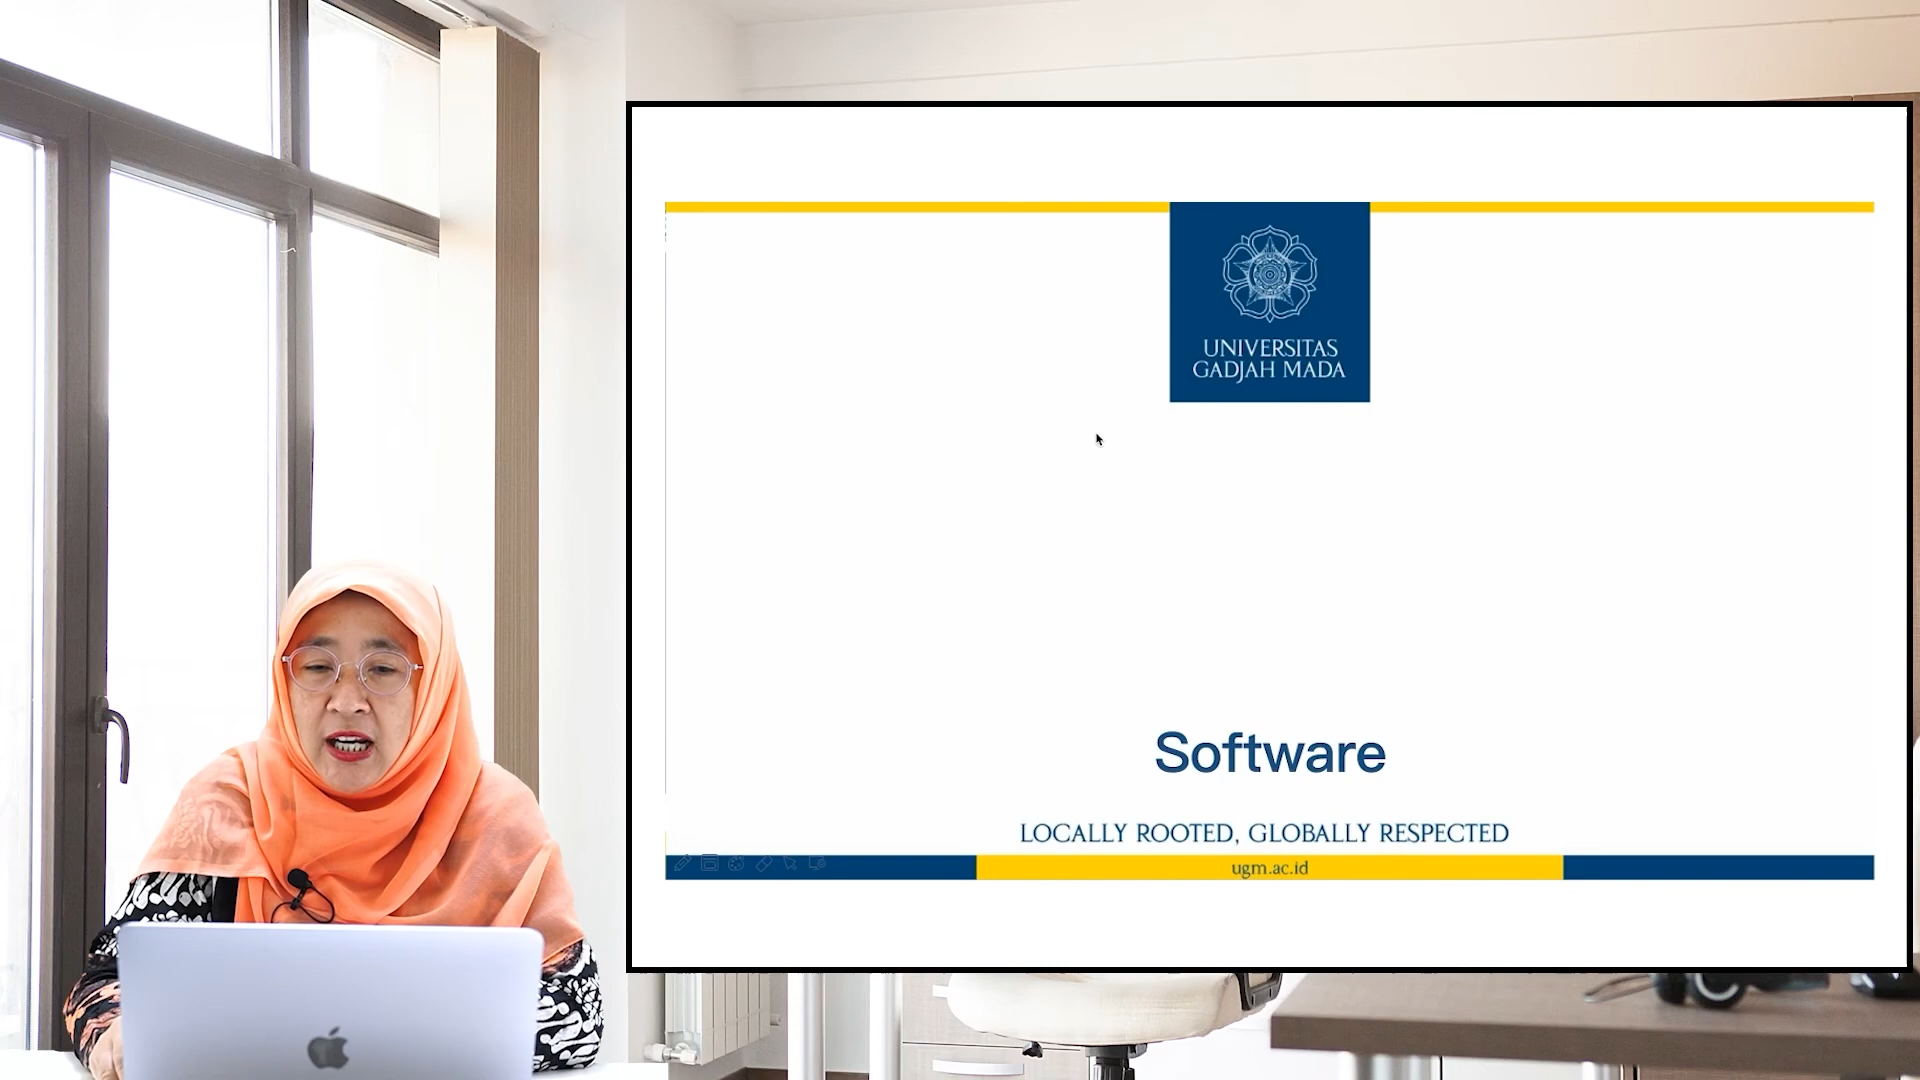 UNIVERSITAS
GADJAH MADA
Software
LOCALLY ROOTED, GLOBALLY RESPECTED
ugm.ac.id